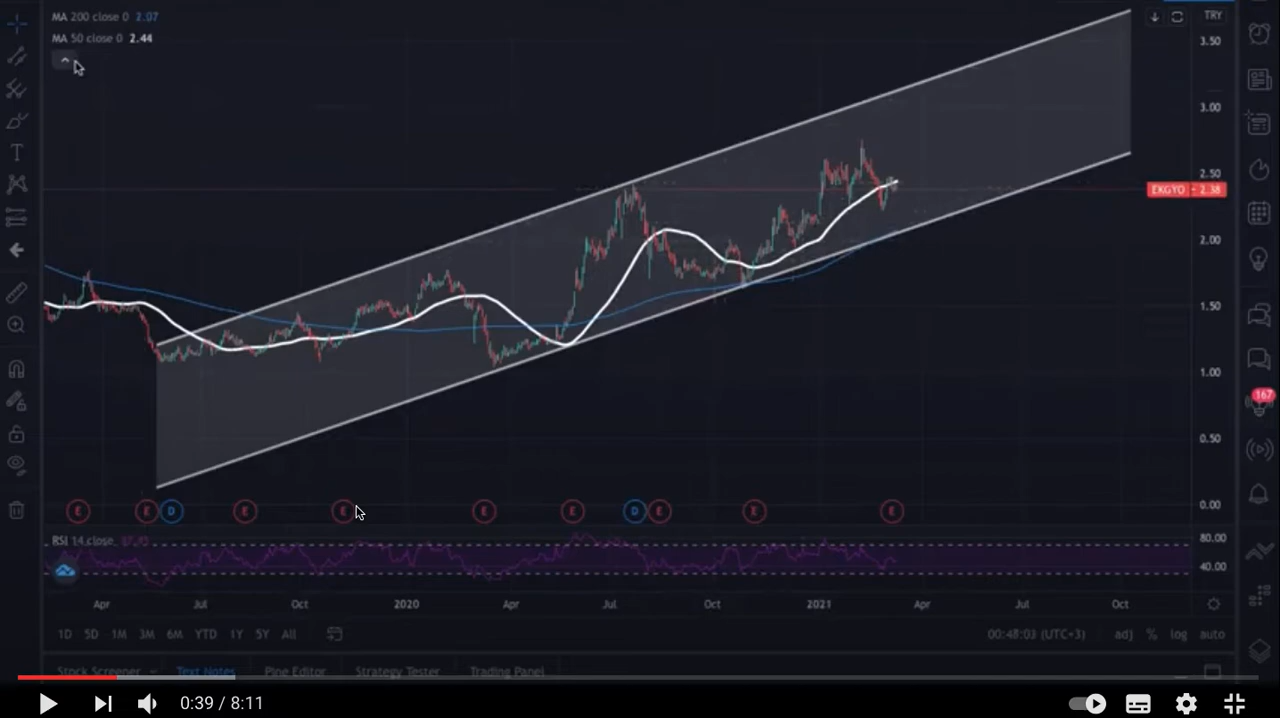 MA 200 close 0 2.07
MA 50 close 0 2.44
TRY
3.50
3.00
2.50
EKGYO 2.38
2.00
1.50
1.00
0.50
0.00
E E D E E E E D E E E
167
RSI 14 close
80.00
40.00
Apr Jul Oct 2020 Apr Jul Oct 2021 Apr Jul Oct
1D 5D 1M 3M 6M YTD 1Y 5Y All 00:48:03 (UTC+3) adj % log auto
Stock Screener Text Notes Pine Editor Strategy Tester Trading Panel
0:39 / 8:11